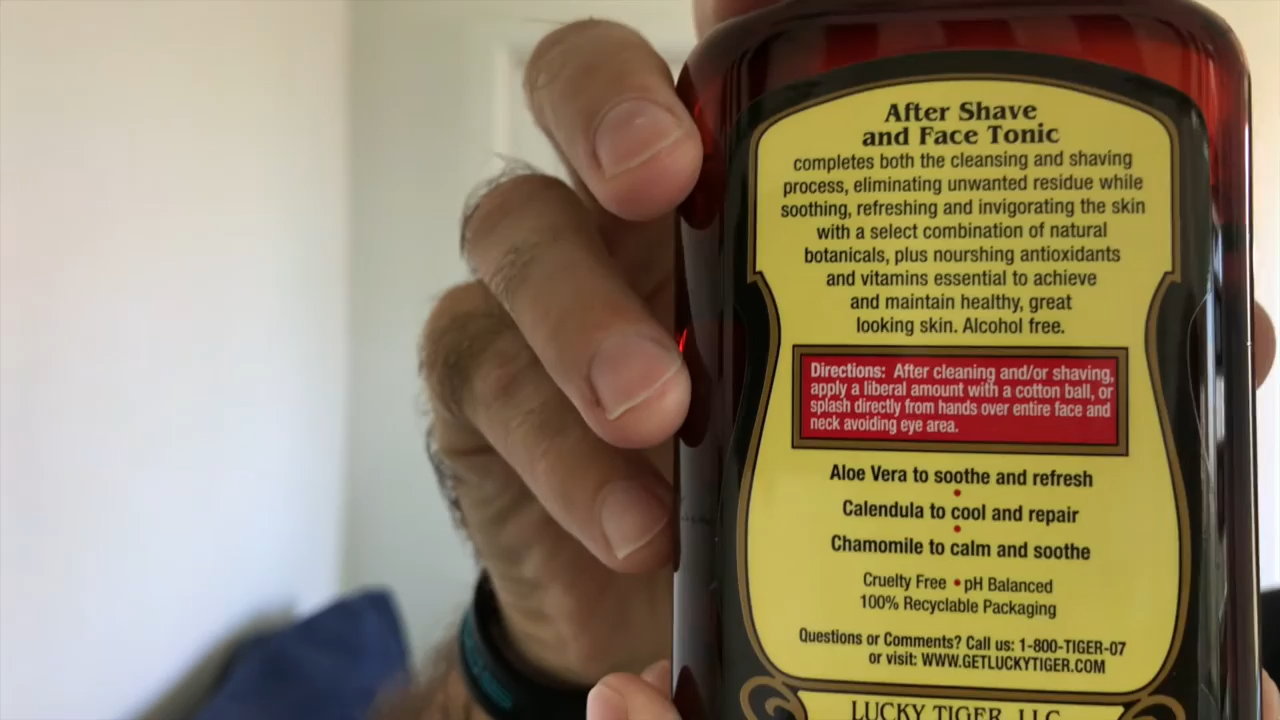 After Shave
and Face Tonic
completes both the cleansing and shaving
process, eliminating unwanted residue while
soothing, refreshing and invigorating the skin
with a select combination of natural
botanicals, plus nourshing antioxidants
and vitamins essential to achieve
and maintain healthy, great
looking skin. Alcohol free.
Directions: After cleaning and/or shaving,
apply a liberal amount with a cotton ball, or
splash directly from hands over entire face and
neck avoiding eye area.
Aloe Vera to soothe and refresh
•
Calendula to cool and repair
•
Chamomile to calm and soothe
Cruelty Free • pH Balanced
100% Recyclable Packaging
Questions or Comments? Call us: 1-800-TIGER-07
or visit: WWW.GETLUCKYTIGER.COM
LUCKY TIGER, LLC